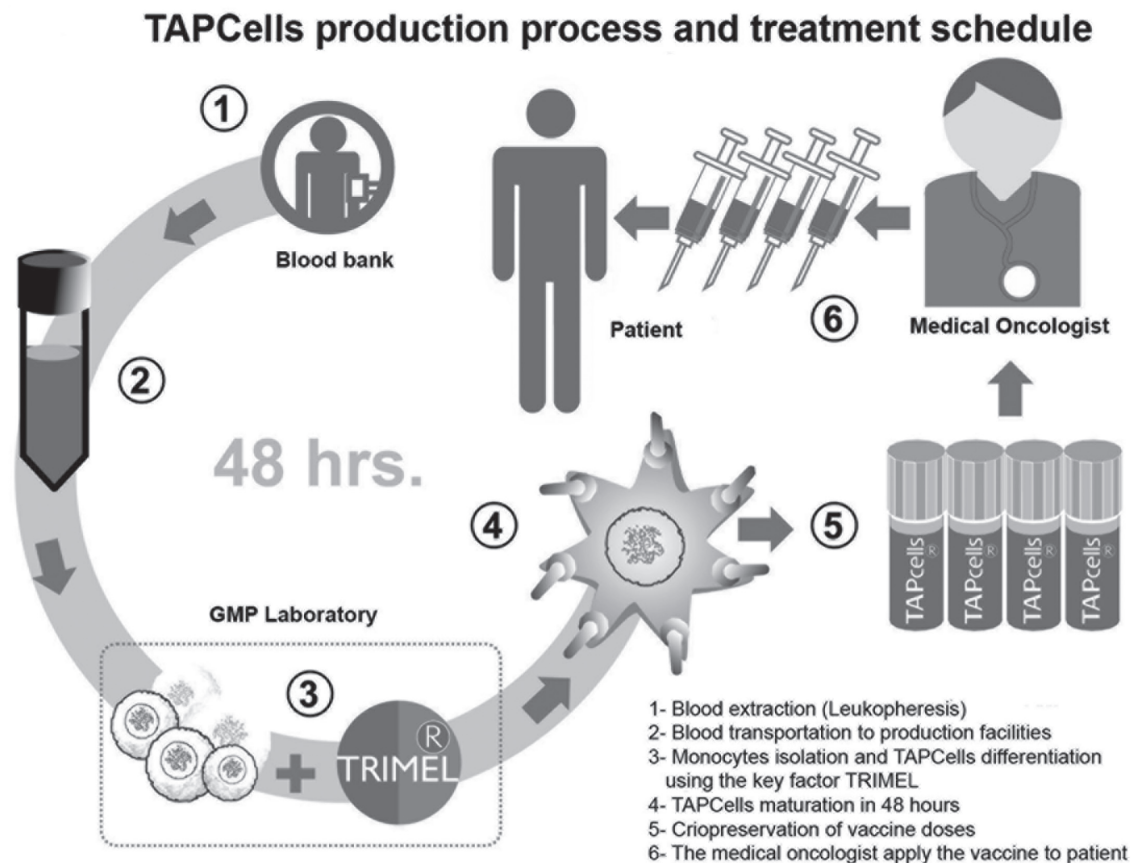 TAPCells production process and treatment schedule
1
Blood bank
2
48 hrs.
GMP Laboratory
3
+
TRIMEL®
4
5
TAPcells®
TAPcells®
TAPcells®
TAPcells®
Medical Oncologist
6
Patient
1- Blood extraction (Leukopheresis)
2- Blood transportation to production facilities
3- Monocytes isolation and TAPCells differentiation
using the key factor TRIMEL
4- TAPCells maturation in 48 hours
5- Criopreservation of vaccine doses
6- The medical oncologist apply the vaccine to patient